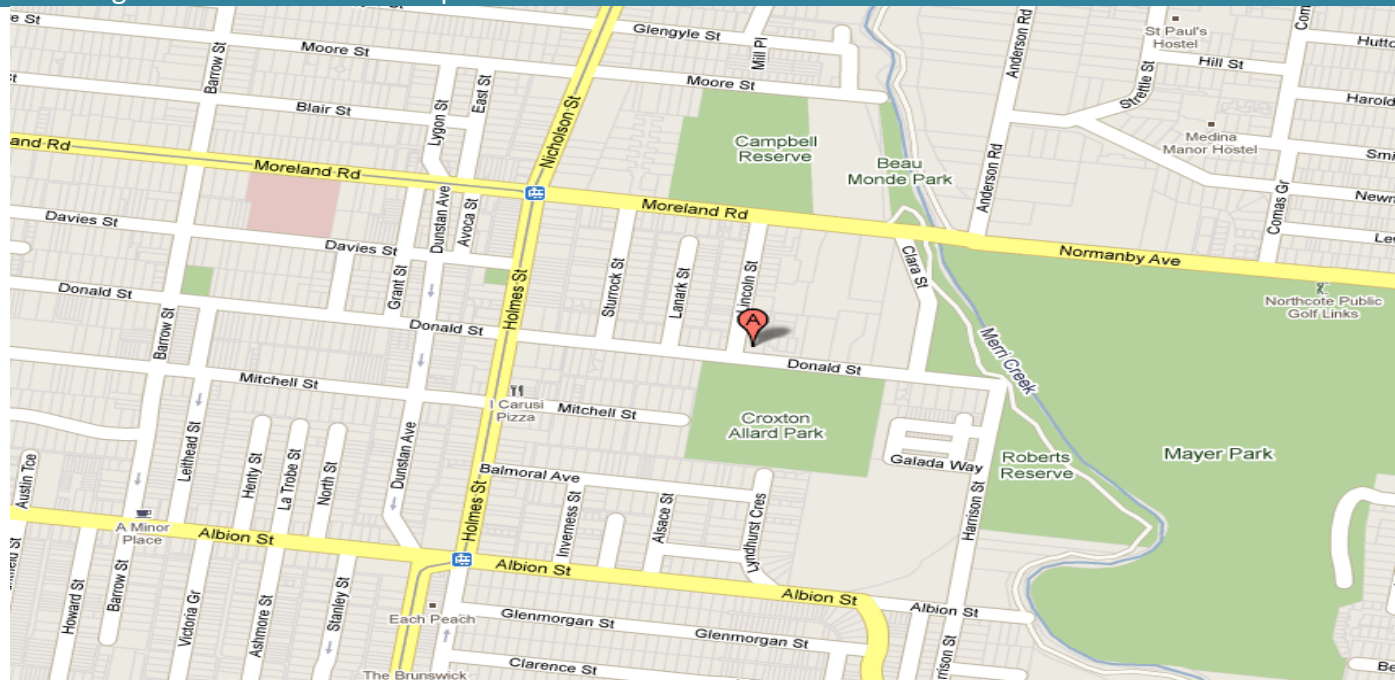 Glengyle St
Moore St
Mill Pl
Moore St
Barrow St
Blair St
Lygon St
East St
Nicholson St
Anderson Rd
St Paul's
Hostel
Hill St
Strettle St
Medina
Manor Hostel
Campbell
Reserve
Beau
Monde Park
Moreland Rd
Moreland Rd
Anderson Rd
Comas Gr
Normanby Ave
Northcote Public
Golf Links
Davies St
Davies St
Dunstan Ave
Avoca St
Grant St
Holmes St
Sturrock St
Lanark St
Lincoln St
A
Clara St
Merri Creek
Donald St
Donald St
Donald St
Barrow St
Mitchell St
I Carusi
Pizza
Mitchell St
Croxton
Allard Park
Galada Way
Roberts
Reserve
Mayer Park
Harrison St
Austin Tce
Leithead St
Henty St
La Trobe St
North St
Dunstan Ave
Balmoral Ave
Holmes St
Inverness St
Alsace St
Lyndhurst Cres
A Minor
Place
Albion St
Albion St
Albion St
Albion St
Howard St
Barrow St
Victoria Gr
Ashmore St
Stanley St
Each Peach
Glenmorgan St
Glenmorgan St
Clarence St
The Brunswick